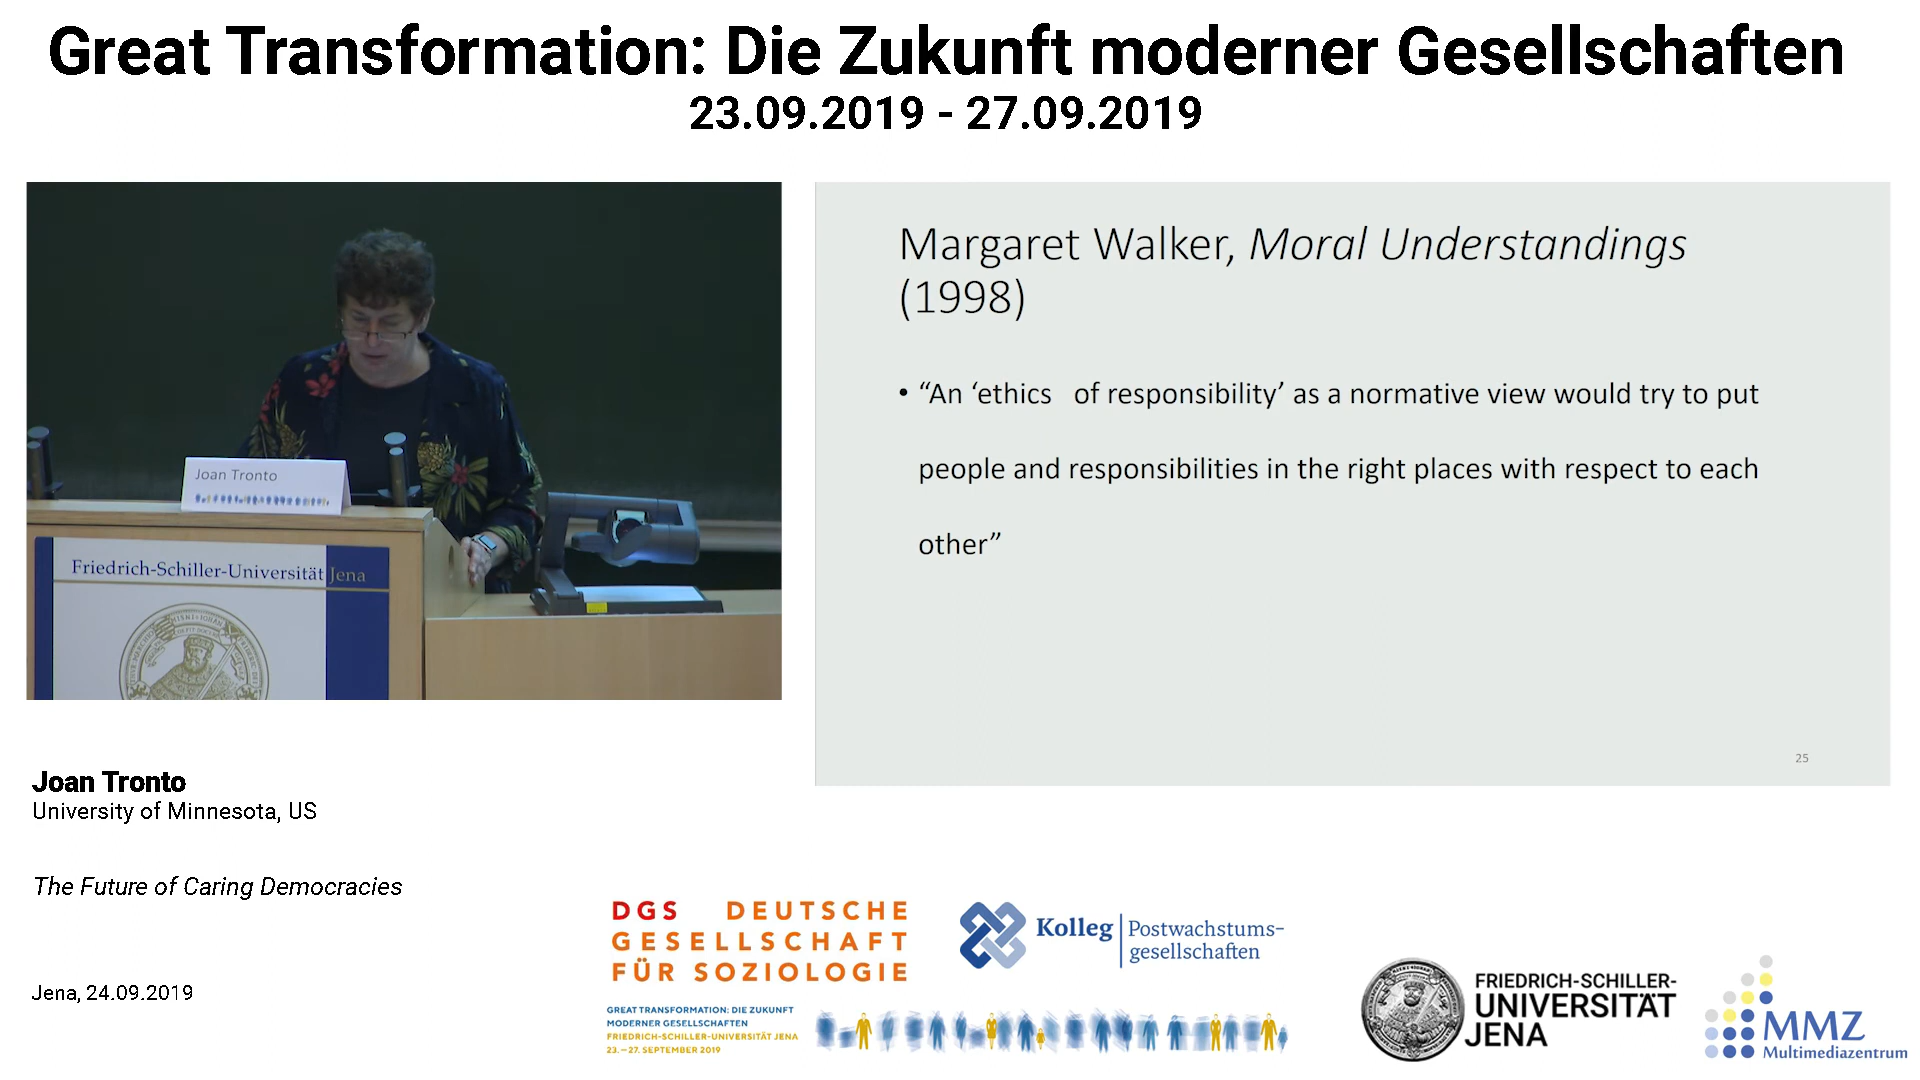 Great Transformation: Die Zukunft moderner Gesellschaften
23.09.2019 - 27.09.2019
Joan Tronto
Friedrich-Schiller-Universität Jena
Margaret Walker, Moral Understandings
(1998)
• “An ‘ethics of responsibility’ as a normative view would try to put
people and responsibilities in the right places with respect to each
other”
25
Joan Tronto
University of Minnesota, US
The Future of Caring Democracies
Jena, 24.09.2019
DGS DEUTSCHE
GESELLSCHAFT
FÜR SOZIOLOGIE
GREAT TRANSFORMATION: DIE ZUKUNFT
MODERNER GESELLSCHAFTEN
FRIEDRICH-SCHILLER-UNIVERSITÄT JENA
23.—27. SEPTEMBER 2019
Kolleg Postwachstums-
gesellschaften
FRIEDRICH-SCHILLER-
UNIVERSITÄT
JENA
MMZ
Multimediazentrum